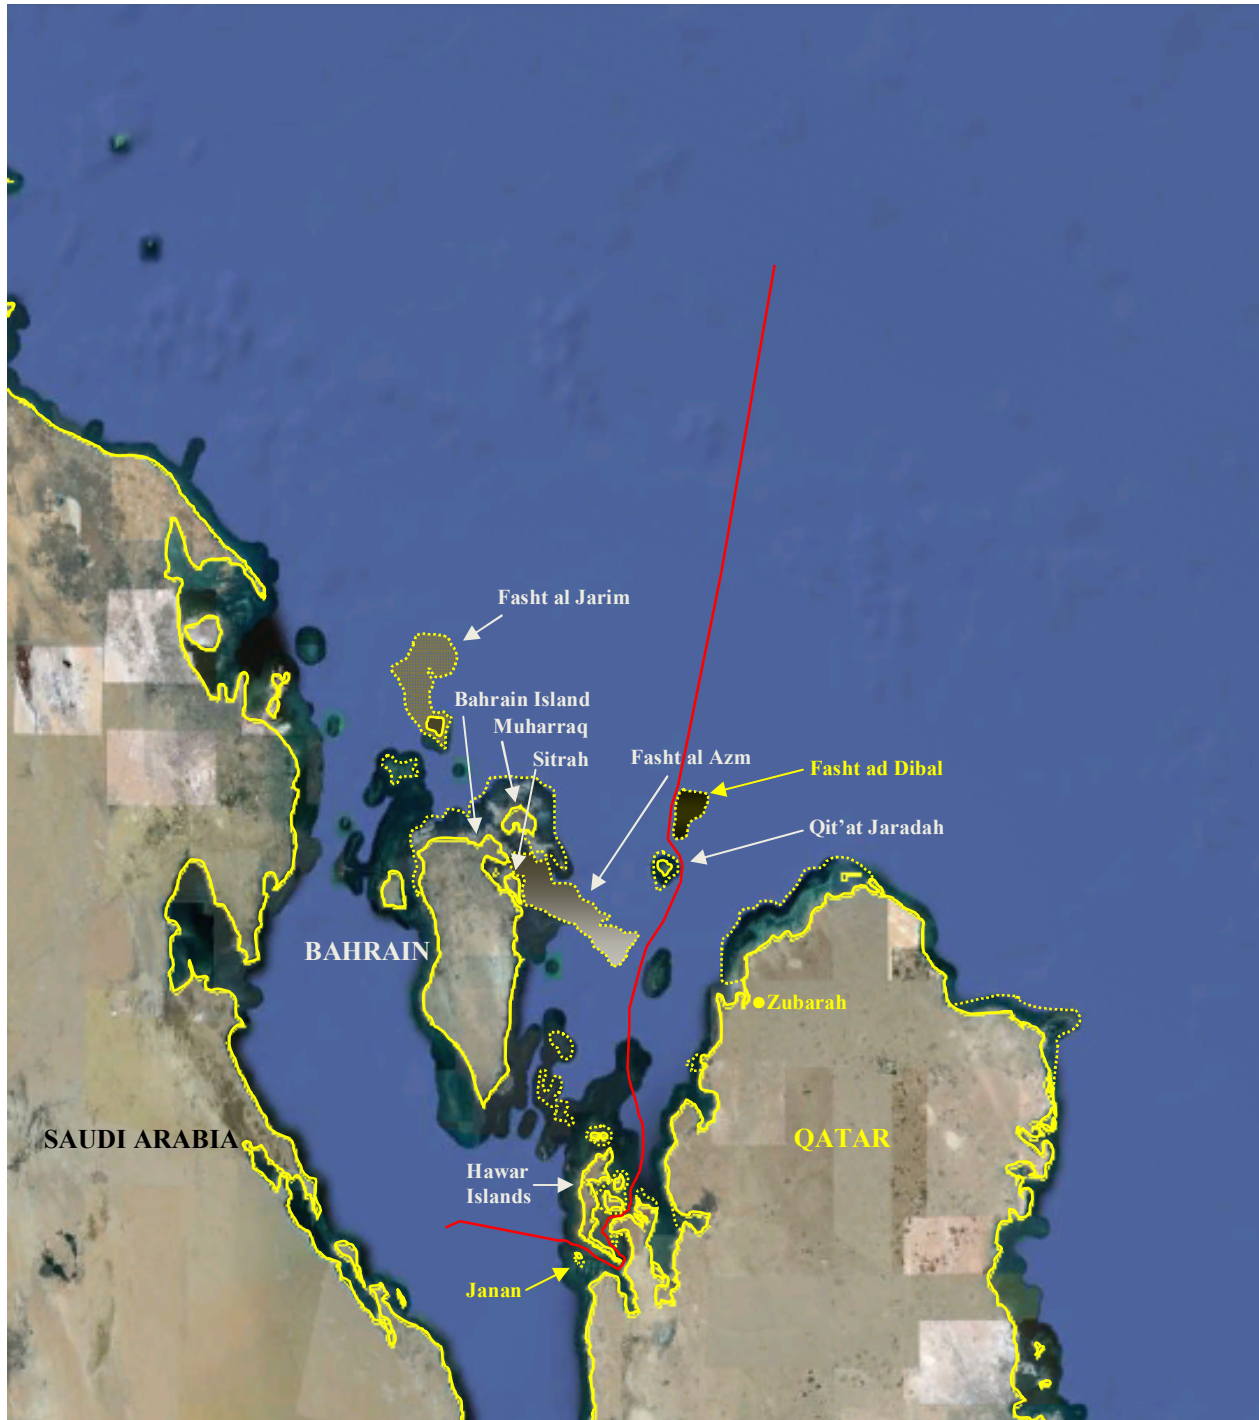 Fasht al Jarim
Bahrain Island
Muharraq
Sitrah
Fasht al Azm
Fasht ad Dibal
Qit’at Jaradah
BAHRAIN
Zubarah
SAUDI ARABIA
QATAR
Hawar
Islands
Janan